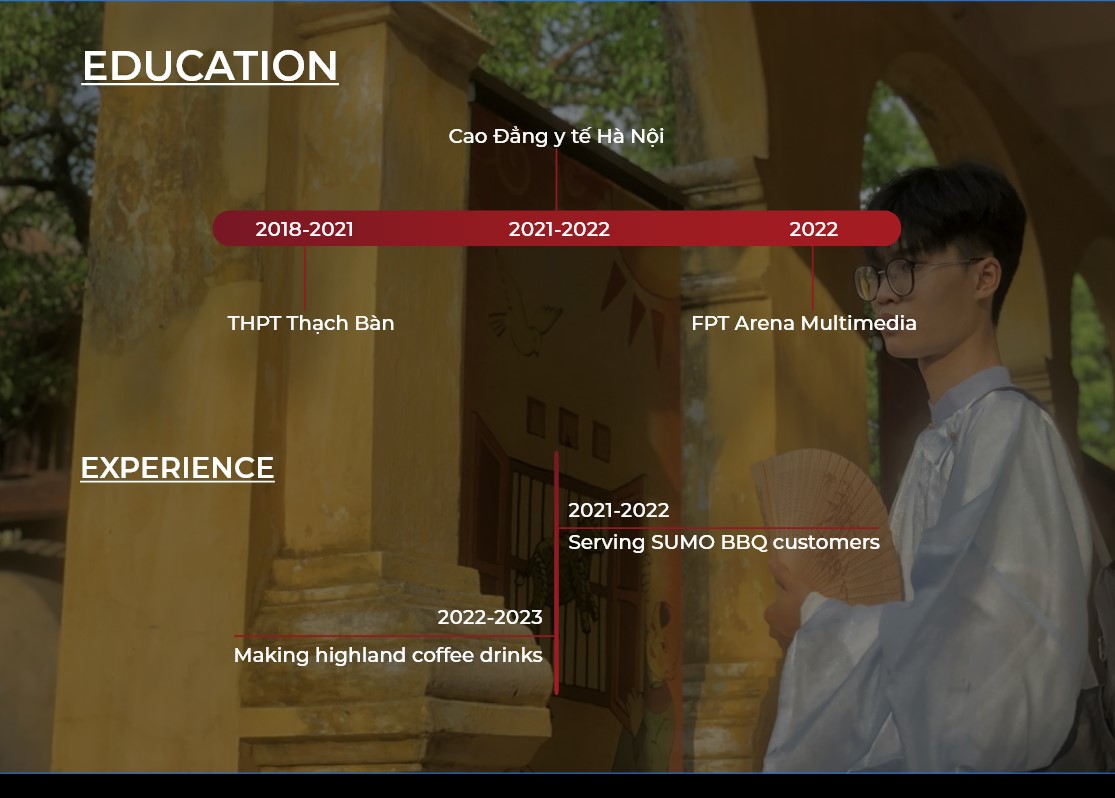 EDUCATION
Cao Đẳng y tế Hà Nội
2018-2021
2021-2022
2022
THPT Thạch Bàn
FPT Arena Multimedia
EXPERIENCE
2021-2022
Serving SUMO BBQ customers
2022-2023
Making highland coffee drinks